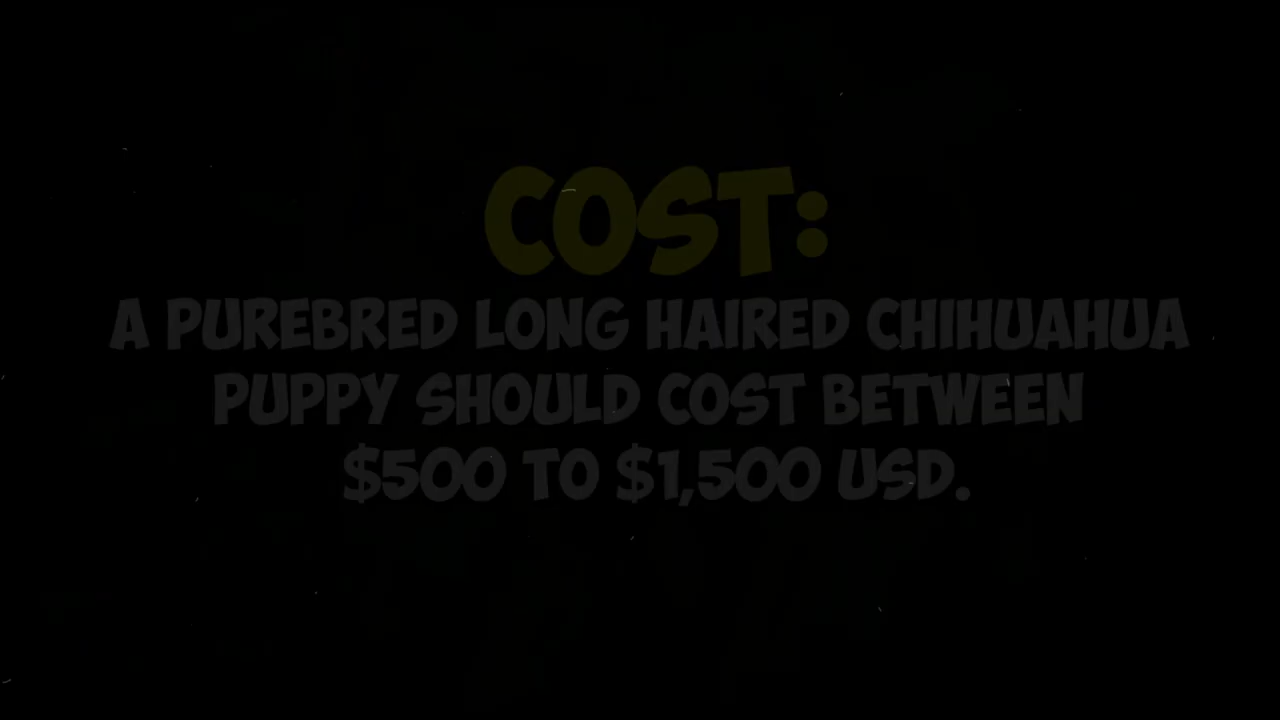 COST:
A PUREBRED LONG HAIRED CHIHUAHUA
PUPPY SHOULD COST BETWEEN
$500 TO $1,500 USD.